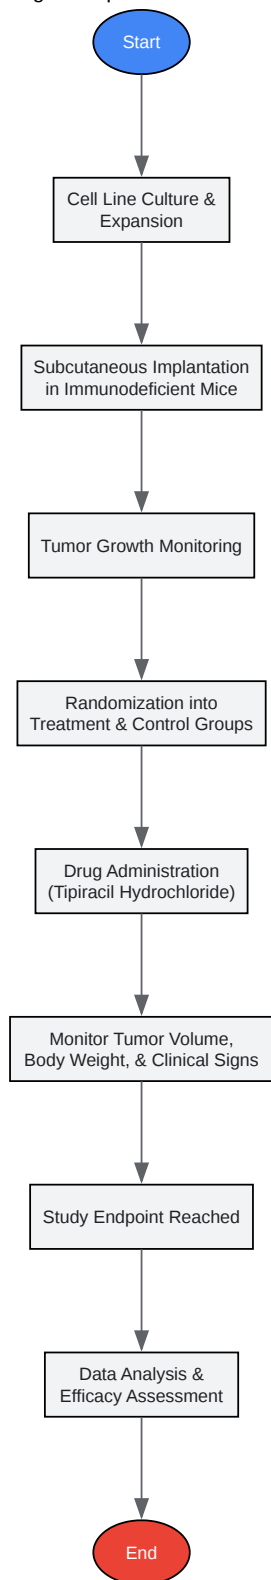 Start
Cell Line Culture &
Expansion
Subcutaneous Implantation
in Immunodeficient Mice
Tumor Growth Monitoring
Randomization into
Treatment & Control Groups
Drug Administration
(Tipiracil Hydrochloride)
Monitor Tumor Volume,
Body Weight, & Clinical Signs
Study Endpoint Reached
Data Analysis &
Efficacy Assessment
End